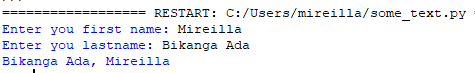 =================== RESTART: C:/Users/mireilla/some_text.py =
Enter you first name: Mireilla
Enter you lastname: Bikanga Ada
Bikanga Ada, Mireilla